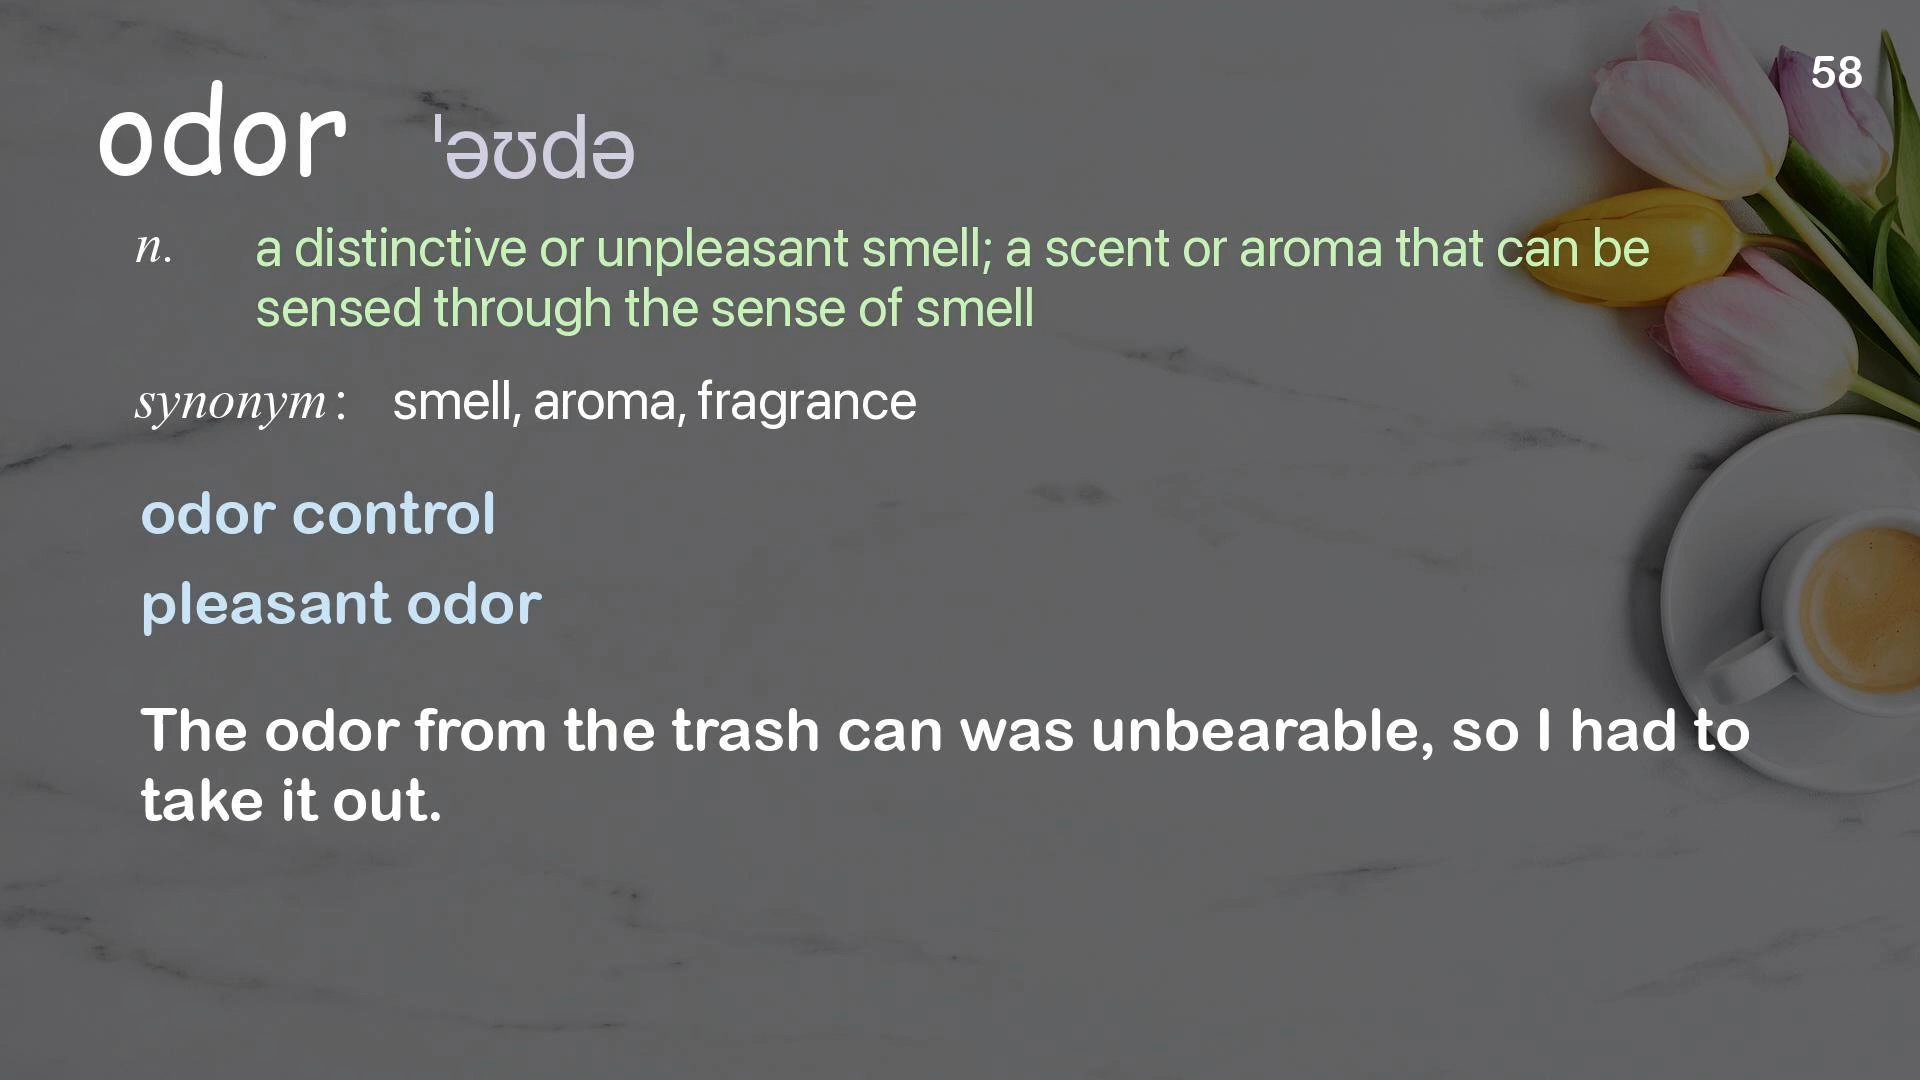 58
odor ˈəʊdə
n. a distinctive or unpleasant smell; a scent or aroma that can be
sensed through the sense of smell
synonym: smell, aroma, fragrance
odor control
pleasant odor
The odor from the trash can was unbearable, so I had to
take it out.